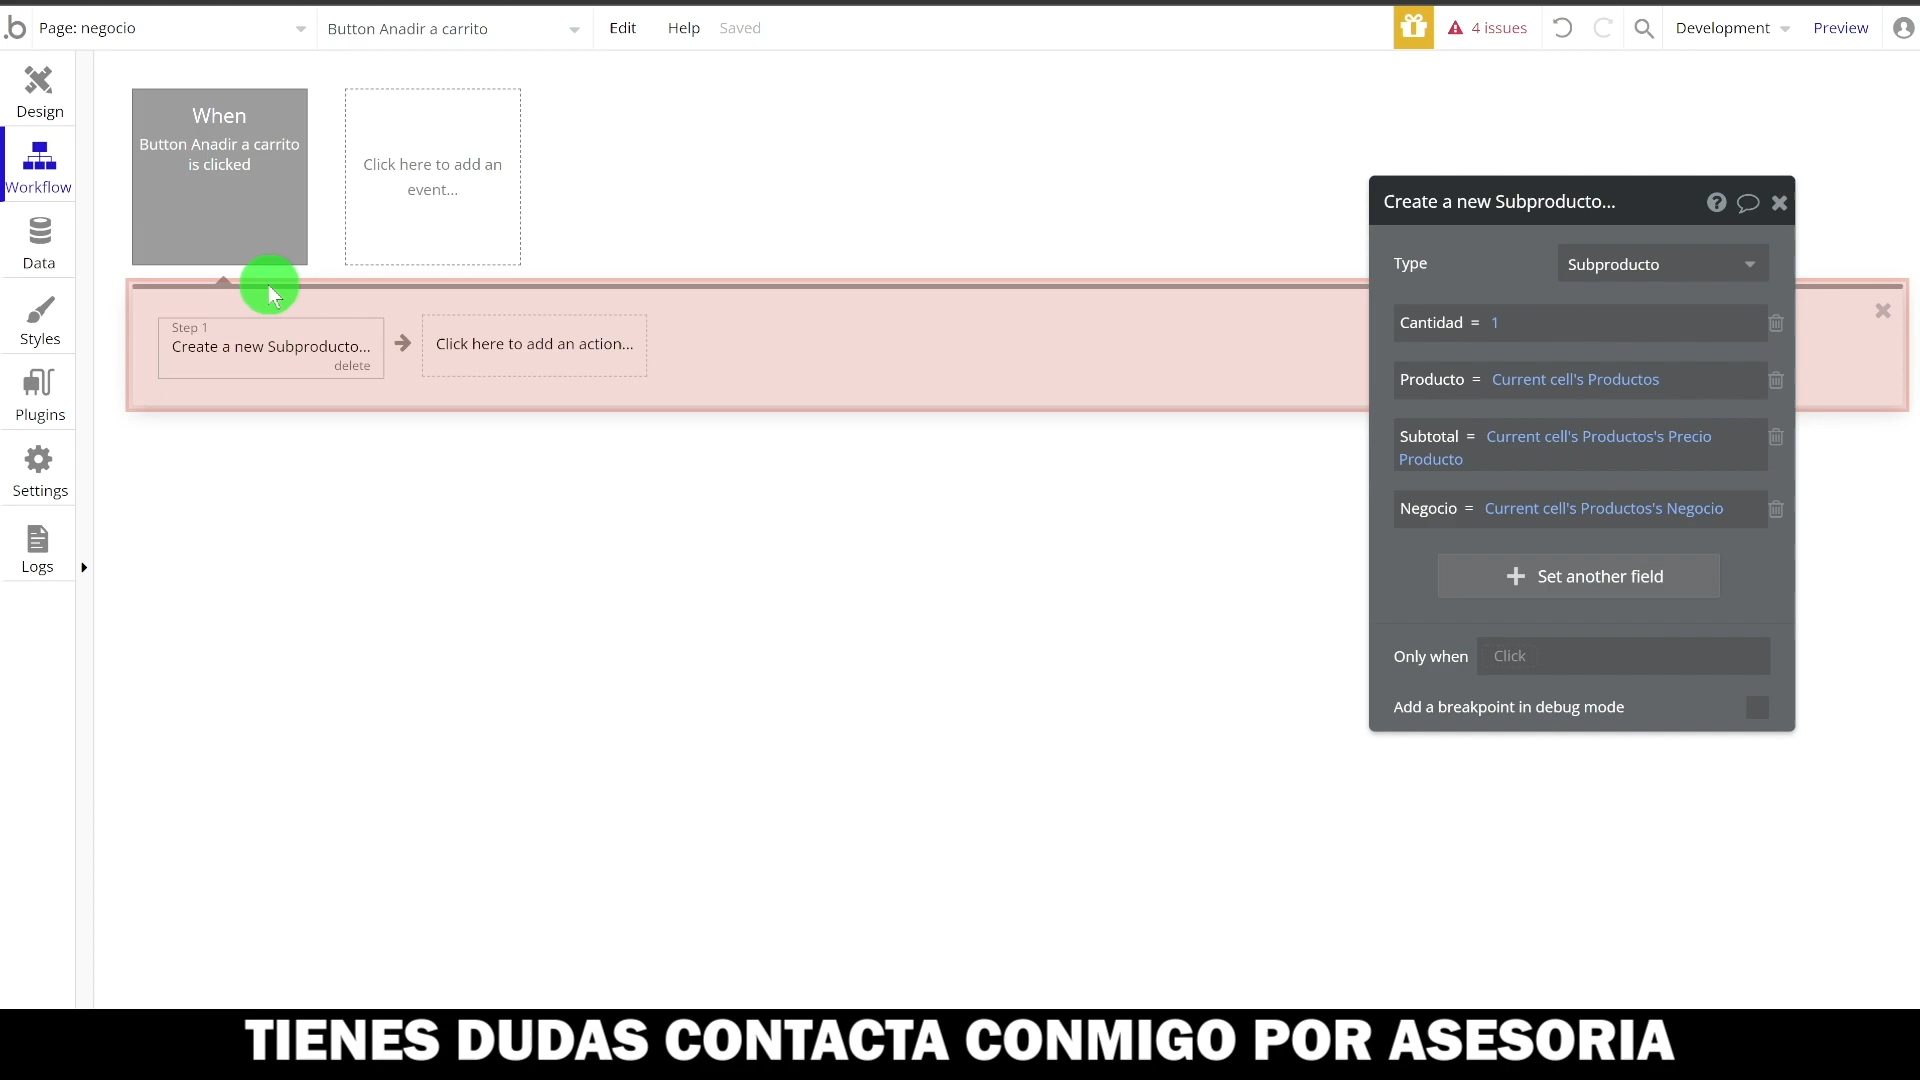 Page: negocio
Button Anadir a carrito
Edit
Help
Saved
4 issues
Development
Preview
Design
Workflow
Data
Styles
Plugins
Settings
Logs
When
Button Anadir a carrito
is clicked
Click here to add an
event...
Step 1
Create a new Subproducto...
delete
Click here to add an action...
Create a new Subproducto...
Type
Subproducto
Cantidad = 1
Producto = Current cell's Productos
Subtotal = Current cell's Productos's Precio
Producto
Negocio = Current cell's Productos's Negocio
Set another field
Only when
Click
Add a breakpoint in debug mode
TIENES DUDAS CONTACTA CONMIGO POR ASESORIA